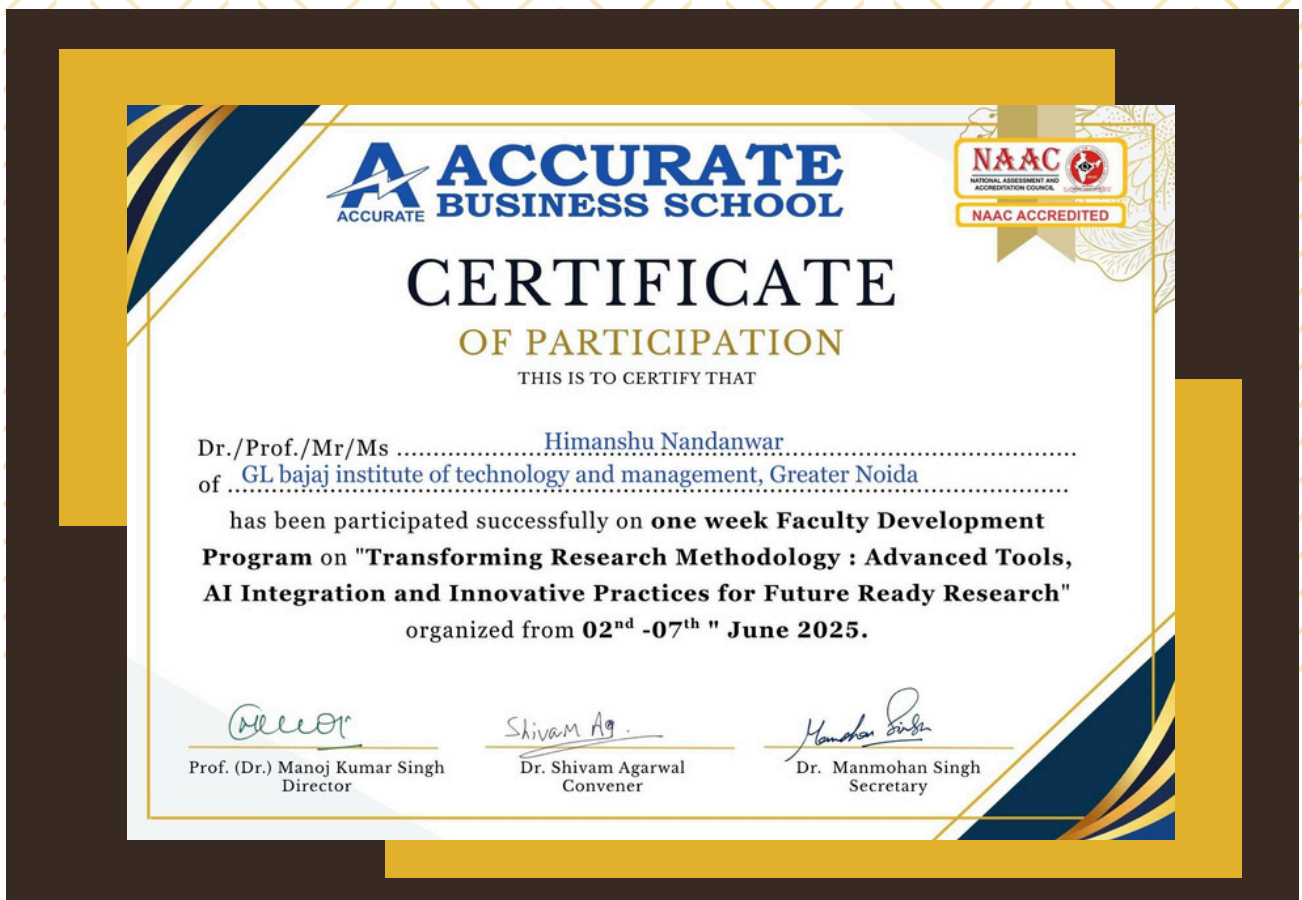 ACCURATE
BUSINESS SCHOOL
ACCURATE
NAAC
NATIONAL ASSESSMENT AND
ACCREDITATION COUNCIL
NAAC ACCREDITED
CERTIFICATE
OF PARTICIPATION
THIS IS TO CERTIFY THAT
Dr./Prof./Mr/Ms Himanshu Nandanwar
of GL bajaj institute of technology and management, Greater Noida
has been participated successfully on one week Faculty Development
Program on "Transforming Research Methodology : Advanced Tools,
AI Integration and Innovative Practices for Future Ready Research"
organized from 02nd -07th " June 2025.
Shivam Ag.
Manmohan Singh
Prof. (Dr.) Manoj Kumar Singh
Director
Dr. Shivam Agarwal
Convener
Dr. Manmohan Singh
Secretary